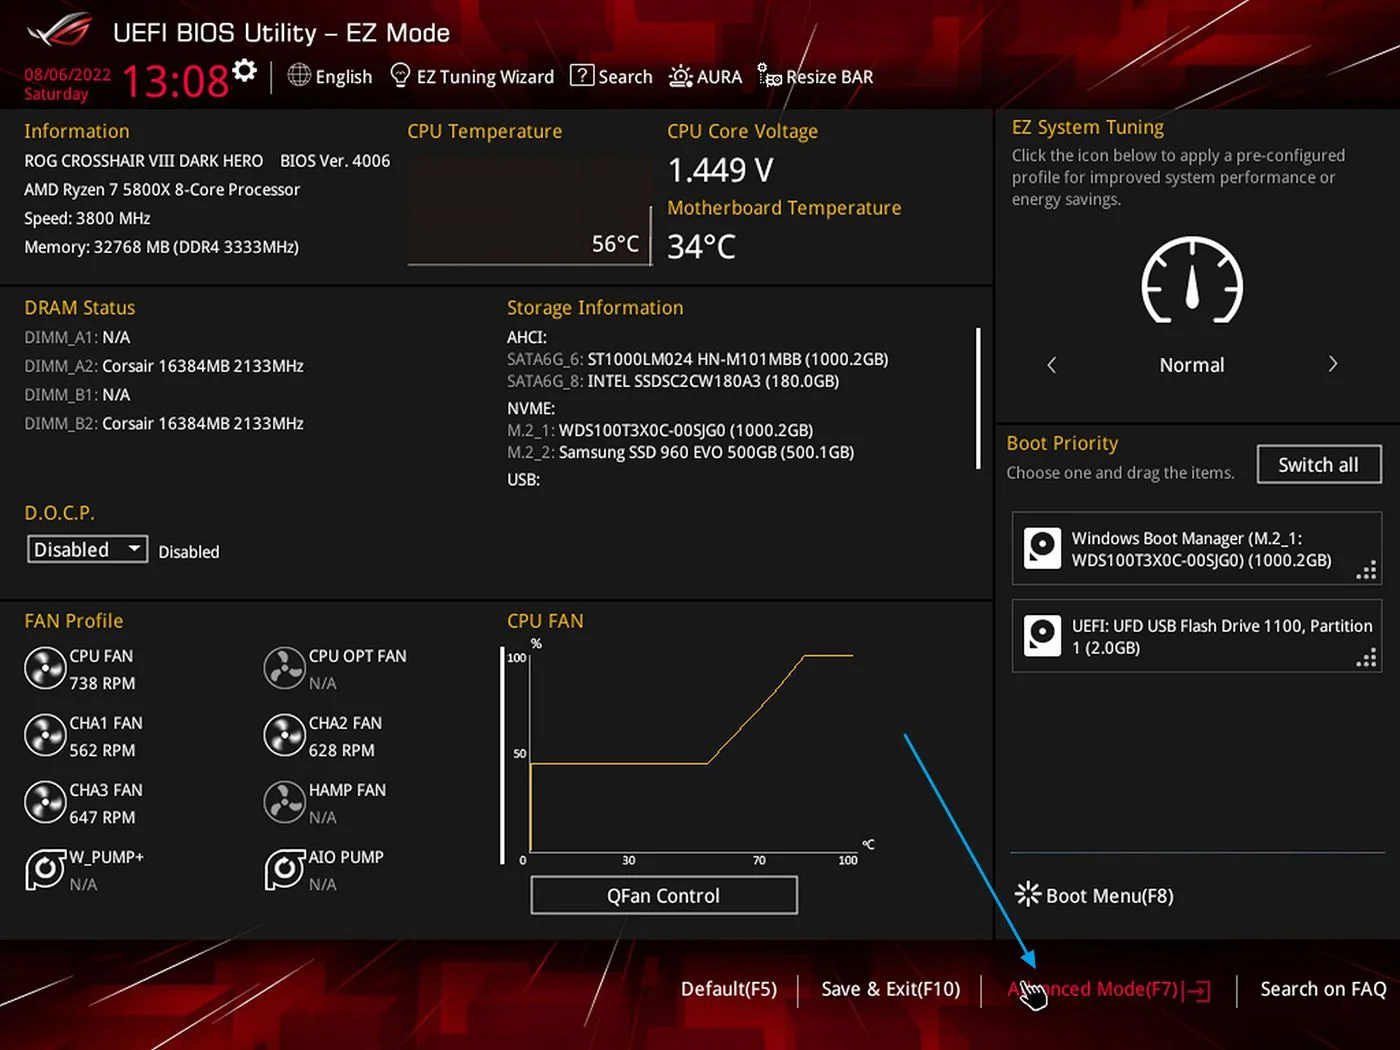 UEFI BIOS Utility – EZ Mode
08/06/2022
Saturday
13:08
English
EZ Tuning Wizard
? Search
AURA
Resize BAR
Information
ROG CROSSHAIR VIII DARK HERO BIOS Ver. 4006
AMD Ryzen 7 5800X 8-Core Processor
Speed: 3800 MHz
Memory: 32768 MB (DDR4 3333MHz)
CPU Temperature
56°C
CPU Core Voltage
1.449 V
Motherboard Temperature
34°C
EZ System Tuning
Click the icon below to apply a pre-configured
profile for improved system performance or
energy savings.
Normal
DRAM Status
DIMM_A1: N/A
DIMM_A2: Corsair 16384MB 2133MHz
DIMM_B1: N/A
DIMM_B2: Corsair 16384MB 2133MHz
Storage Information
AHCI:
SATA6G_6: ST1000LM024 HN-M101MBB (1000.2GB)
SATA6G_8: INTEL SSDSC2CW180A3 (180.0GB)
NVME:
M.2_1: WDS100T3X0C-00SJG0 (1000.2GB)
M.2_2: Samsung SSD 960 EVO 500GB (500.1GB)
USB:
D.O.C.P.
Disabled
Disabled
Boot Priority
Choose one and drag the items.
Switch all
Windows Boot Manager (M.2_1:
WDS100T3X0C-00SJG0) (1000.2GB)
UEFI: UFD USB Flash Drive 1100, Partition
1 (2.0GB)
FAN Profile
CPU FAN
738 RPM
CPU OPT FAN
N/A
CHA1 FAN
562 RPM
CHA2 FAN
628 RPM
CHA3 FAN
647 RPM
HAMP FAN
N/A
W_PUMP+
N/A
AIO PUMP
N/A
CPU FAN
%
100
50
0 30 70 100
°C
QFan Control
Boot Menu(F8)
Default(F5)
Save & Exit(F10)
Advanced Mode(F7)
Search on FAQ